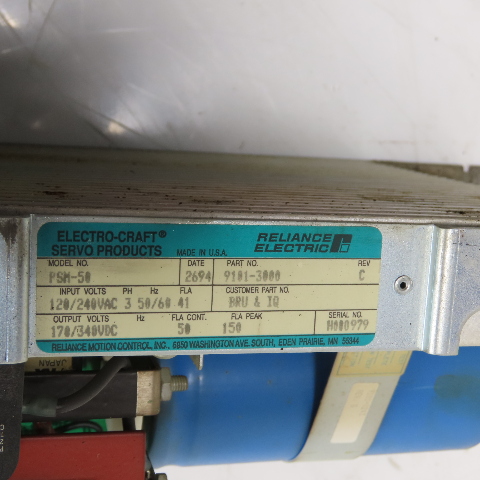 ELECTRO-CRAFT® RELIANCE
SERVO PRODUCTS MADE IN U.S.A. ELECTRIC
MODEL NO. DATE PART NO. REV
PSM-50 2694 9101-3000 C
INPUT VOLTS PH Hz FLA CUSTOMER PART NO.
120/240VAC 3 50/60 41 BRU & IQ
OUTPUT VOLTS Hz FLA CONT. FLA PEAK SERIAL NO.
170/340VDC 50 150 N000979
RELIANCE MOTION CONTROL, INC., 6950 WASHINGTON AVE. SOUTH, EDEN PRAIRIE, MN 55344
JAPAN